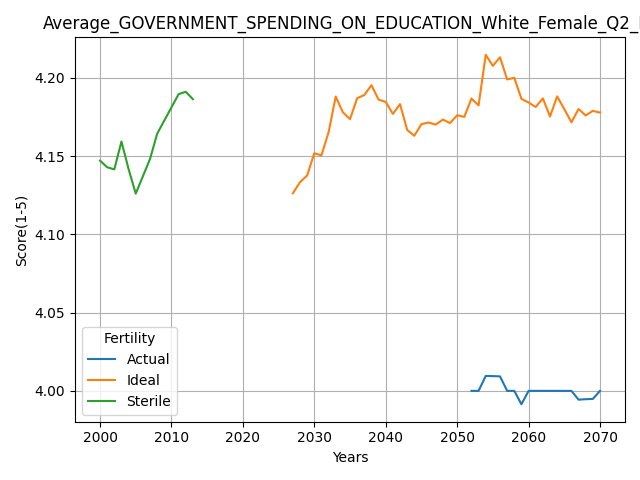 Average_GOVERNMENT_SPENDING_ON_EDUCATION_White_Female_Q2_
4.20
4.15
4.10
4.05
4.00
Score(1-5)
Fertility
Actual
Ideal
Sterile
2000 2010 2020 2030 2040 2050 2060 2070
Years